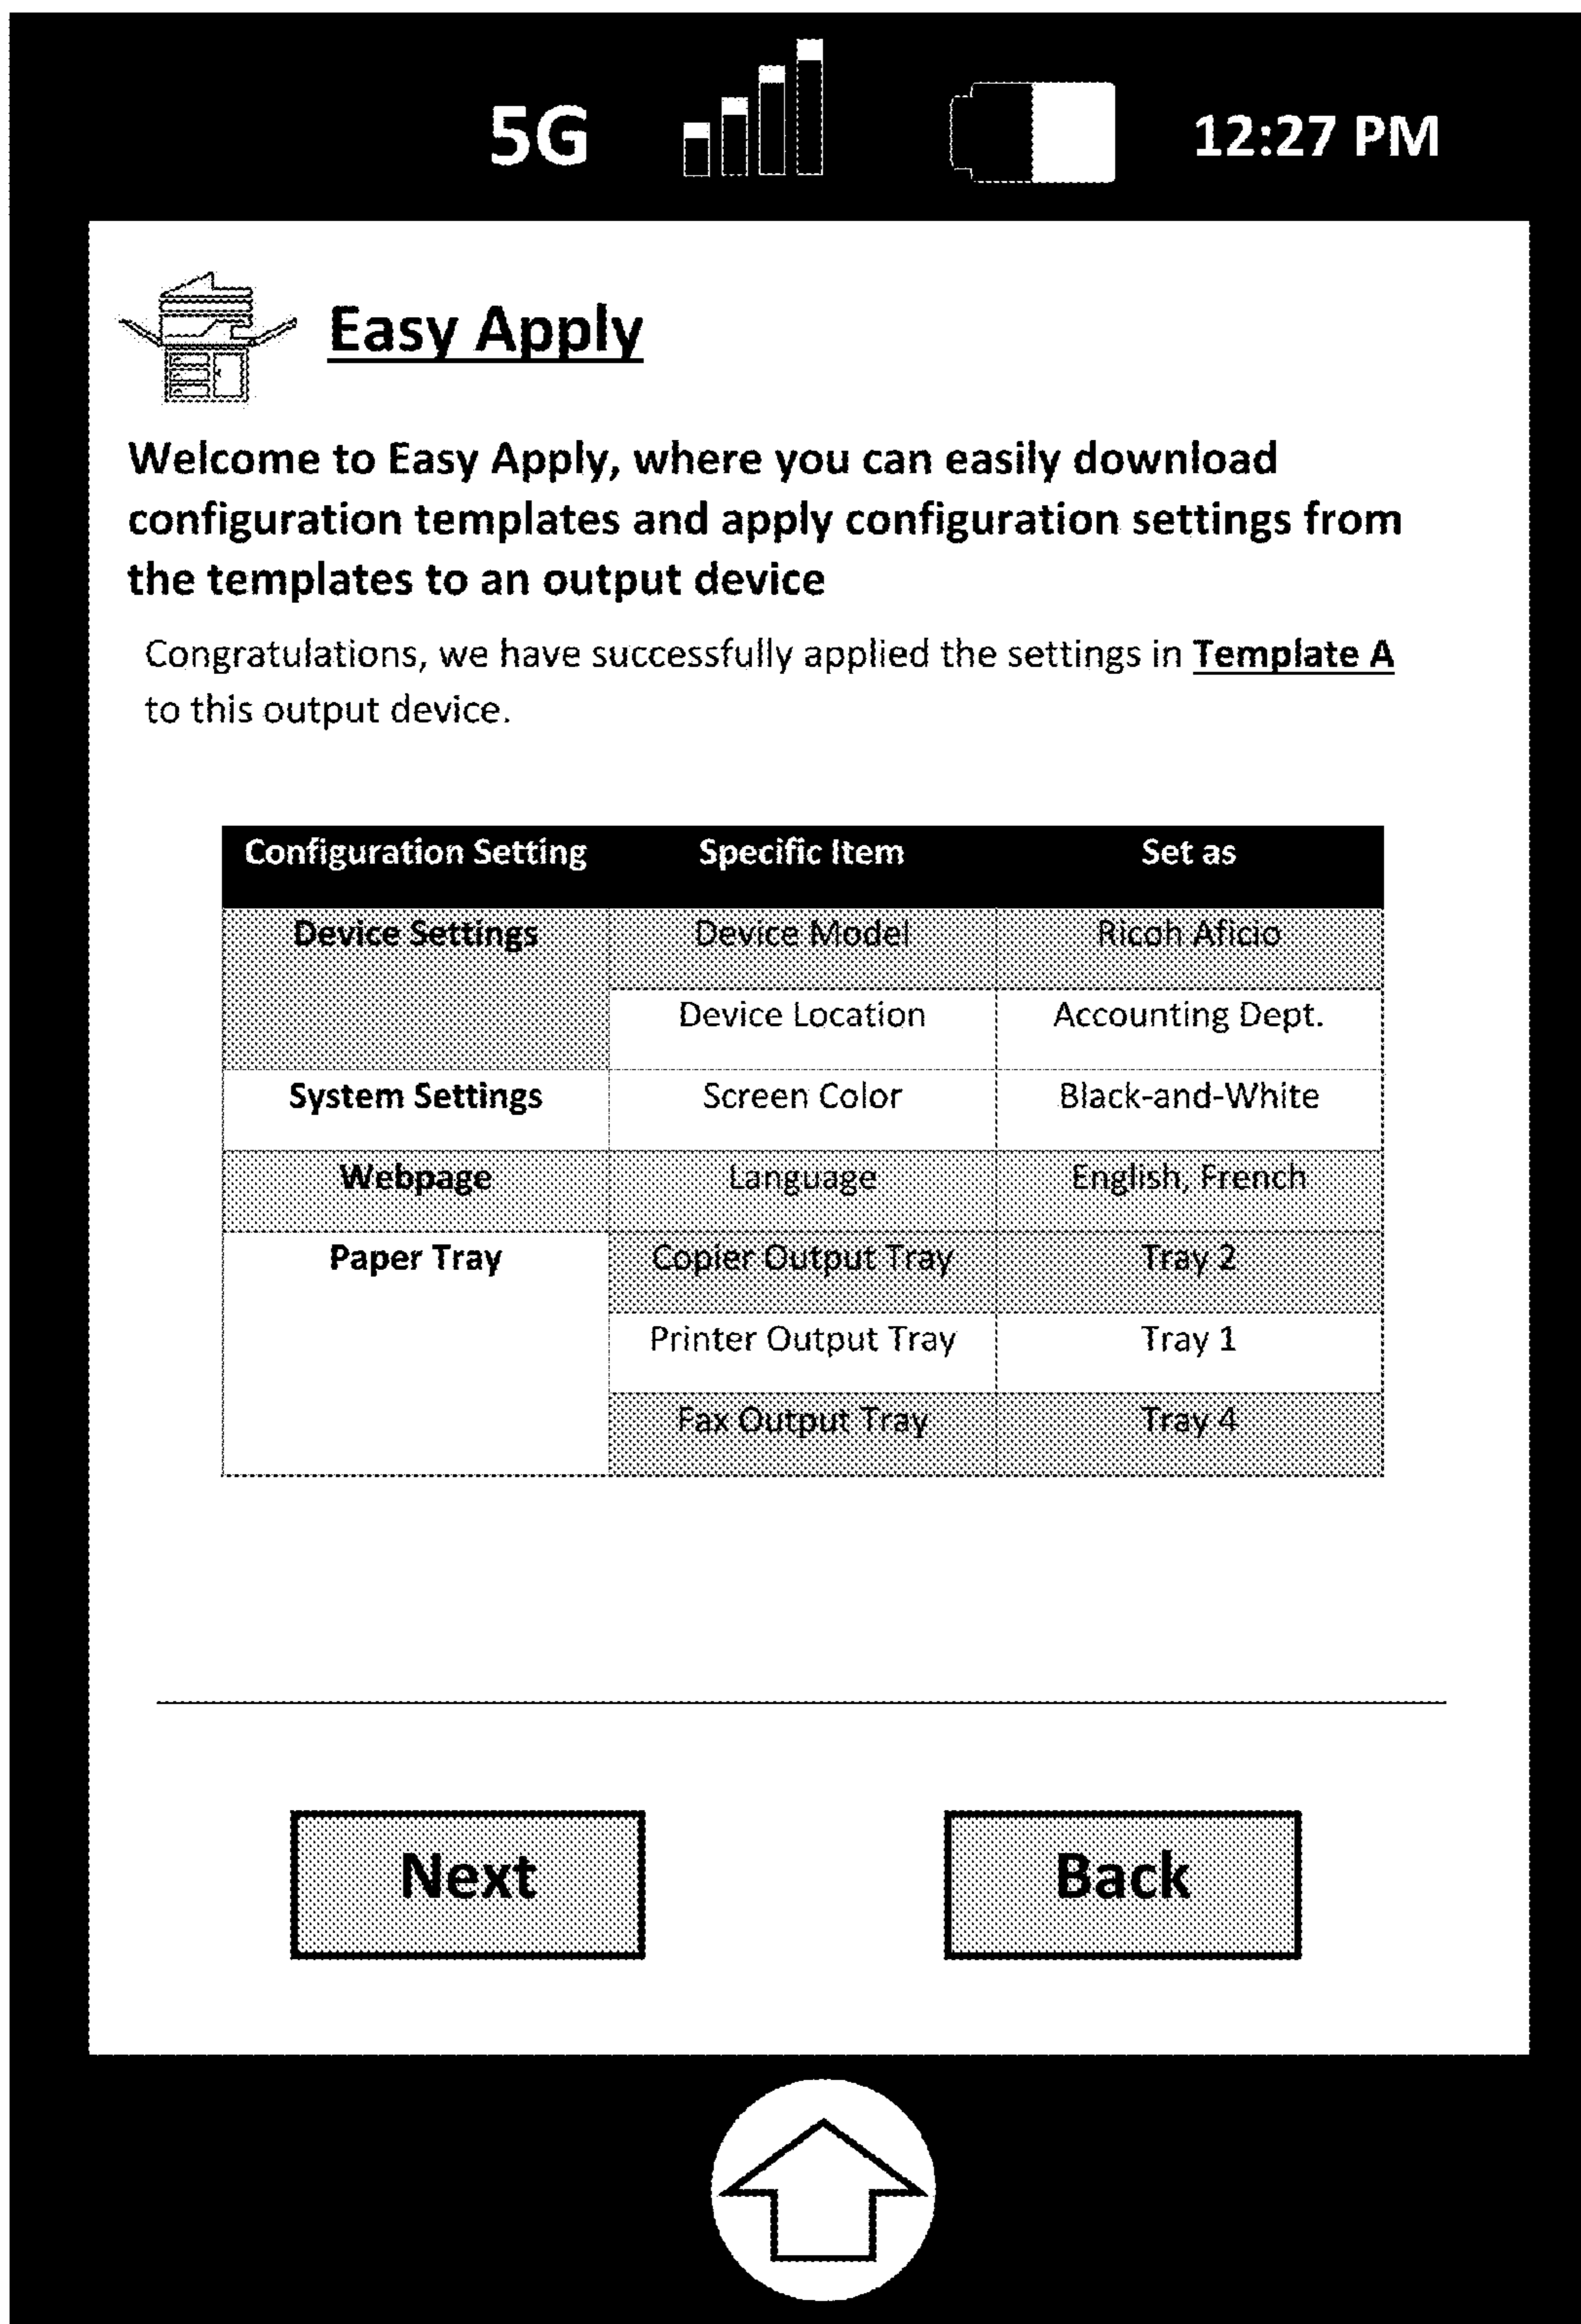 5G 12:27 PM
Easy Apply
Welcome to Easy Apply, where you can easily download
configuration templates and apply configuration settings from
the templates to an output device
Congratulations, we have successfully applied the settings in Template A
to this output device.
Configuration Setting Specific Item Set as
Device Settings Device Model Ricoh Aficio
Device Location Accounting Dept.
System Settings Screen Color Black-and-White
Webpage Language English, French
Paper Tray Copier Output Tray Tray 2
Printer Output Tray Tray 1
Fax Output Tray Tray 4
Next Back